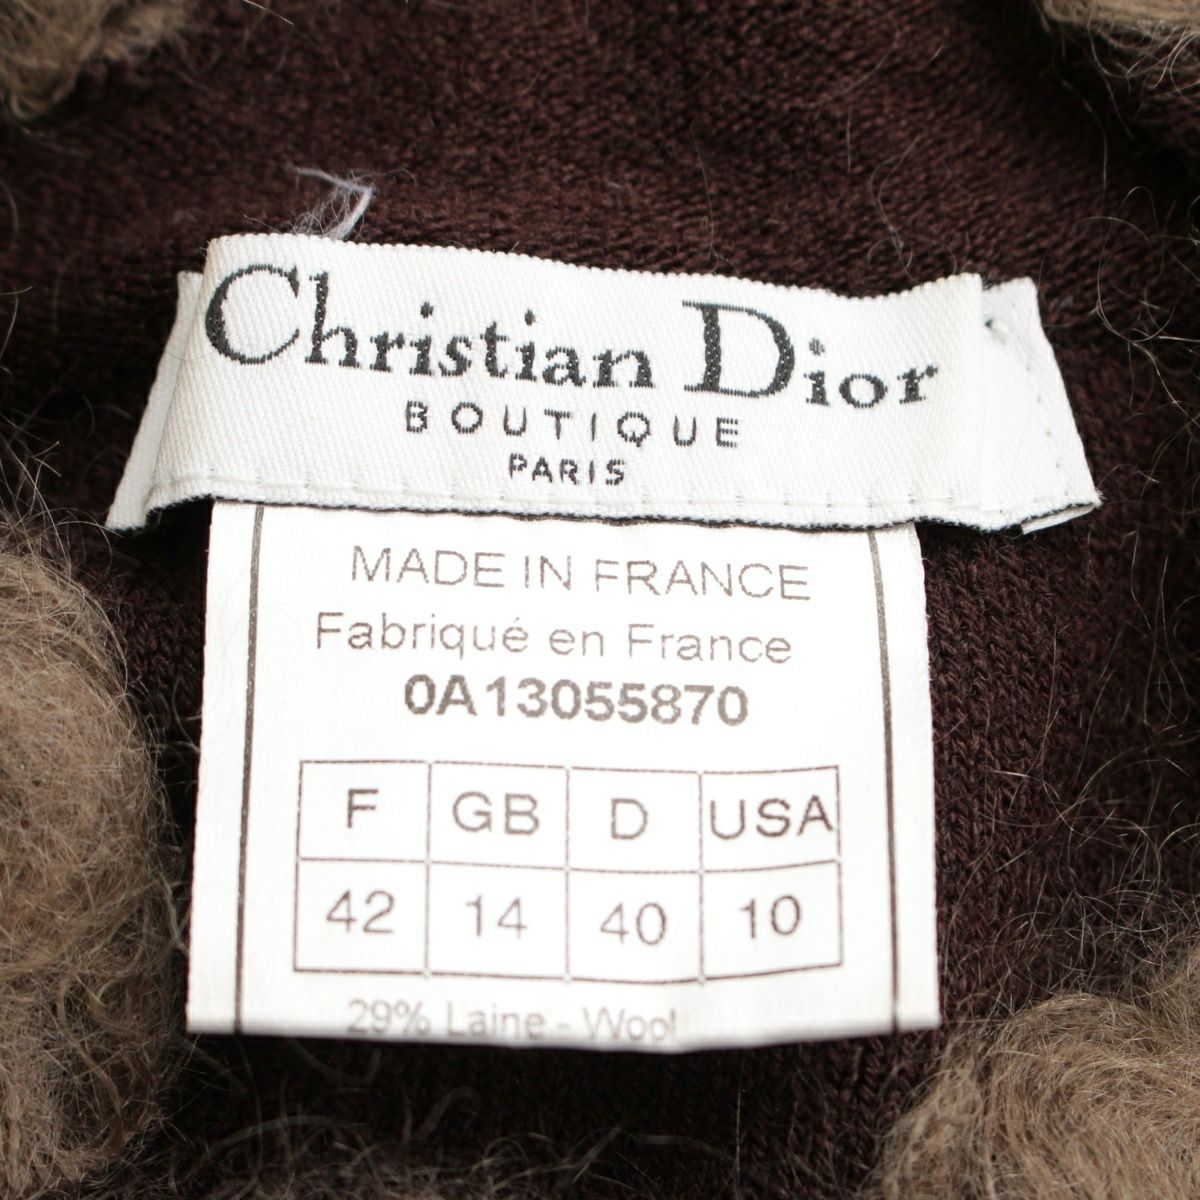 Christian Dior
BOUTIQUE
PARIS
MADE IN FRANCE
Fabriqué en France
0A13055870
F GB D USA
42 14 40 10
29% Laine - Wool